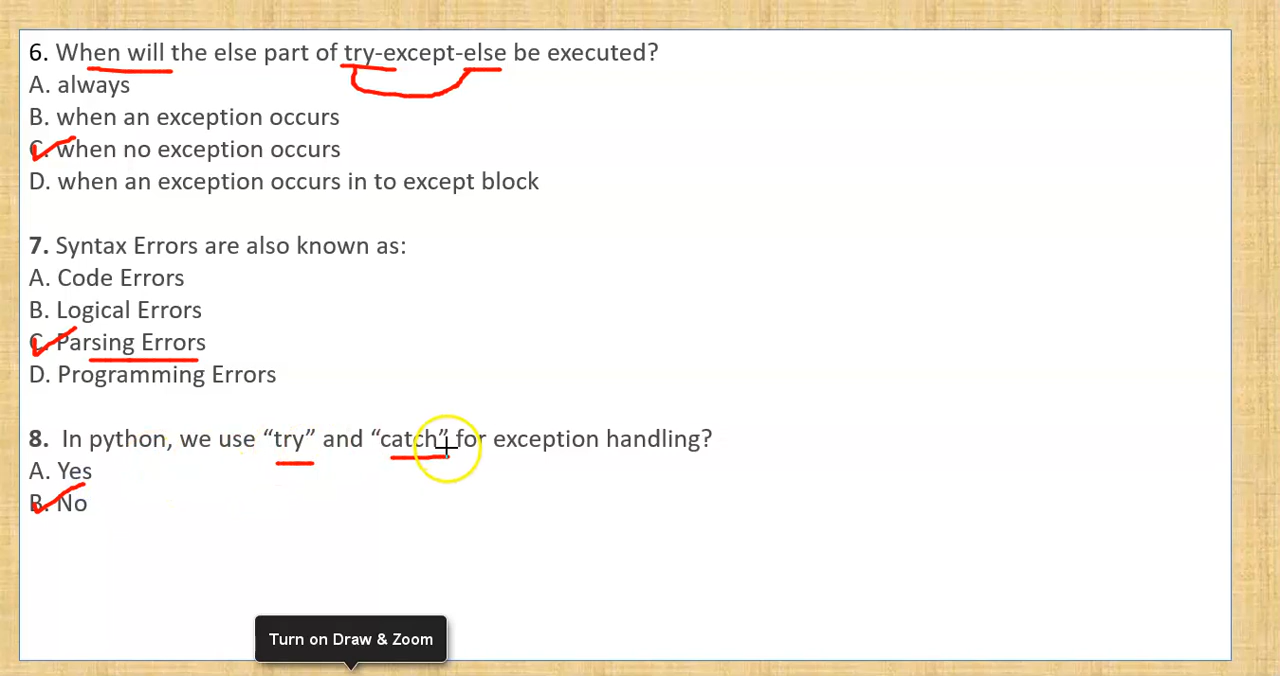 6. When will the else part of try-except-else be executed?
A. always
B. when an exception occurs
C. when no exception occurs
D. when an exception occurs in to except block
7. Syntax Errors are also known as:
A. Code Errors
B. Logical Errors
C. Parsing Errors
D. Programming Errors
8. In python, we use “try” and “catch” for exception handling?
A. Yes
B. No
Turn on Draw & Zoom